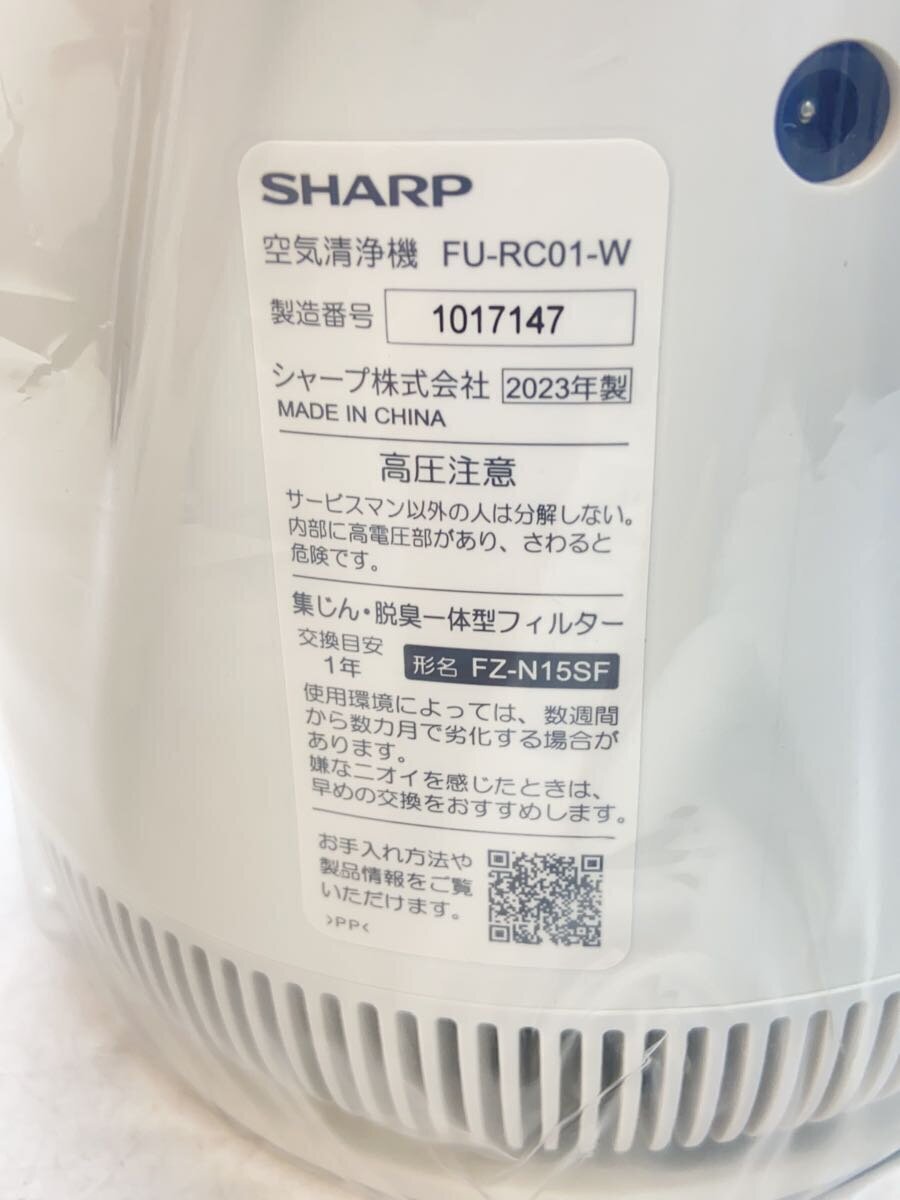 SHARP
空気清浄機 FU-RC01-W
製造番号 1017147
シャープ株式会社 2023年製
MADE IN CHINA
高圧注意
サービスマン以外の人は分解しない。
内部に高電圧部があり、さわると
危険です。
集じん・脱臭一体型フィルター
交換目安
1年
形名 FZ-N15SF
使用環境によっては、数週間
から数カ月で劣化する場合が
あります。
嫌なニオイを感じたときは、
早めの交換をおすすめします。
お手入れ方法や
製品情報をご覧
いただけます。
>PP<